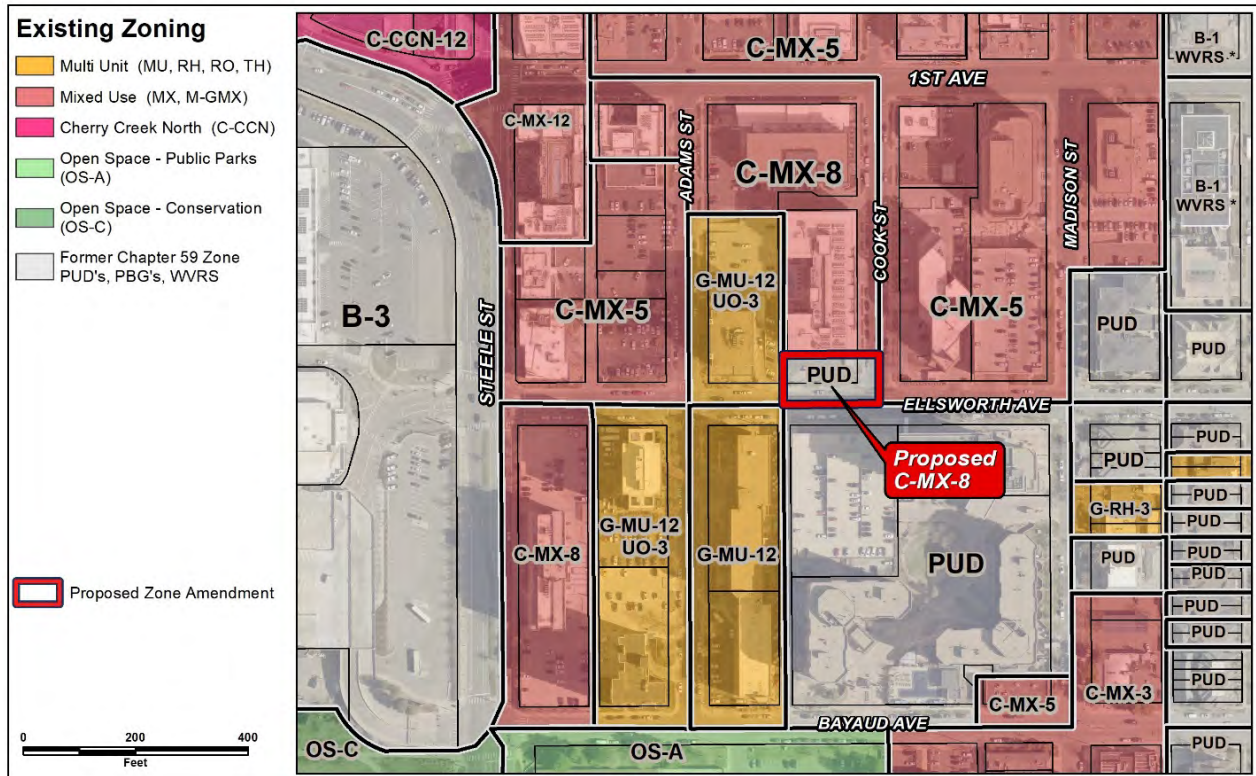 Existing Zoning
Multi Unit (MU, RH, RO, TH)
Mixed Use (MX, M-GMX)
Cherry Creek North (C-CCN)
Open Space - Public Parks
(OS-A)
Open Space - Conservation
(OS-C)
Former Chapter 59 Zone
PUD's, PBG's, WVRS
Proposed Zone Amendment
0 200 400
Feet
C-CCN-12
C-MX-5
B-1
WVRS *
1ST AVE
C-MX-12
ADAMS ST
C-MX-8
COOK ST
MADISON ST
B-1
WVRS *
B-3
STEELE ST
C-MX-5
G-MU-12
UO-3
C-MX-5
PUD
PUD
PUD
ELLSWORTH AVE
Proposed
C-MX-8
PUD
PUD
PUD
G-RH-3
PUD
C-MX-8
G-MU-12
UO-3
G-MU-12
PUD
PUD
PUD
PUD
PUD
PUD
PUD
C-MX-3
C-MX-5
BAYAUD AVE
PUD
OS-C
OS-A